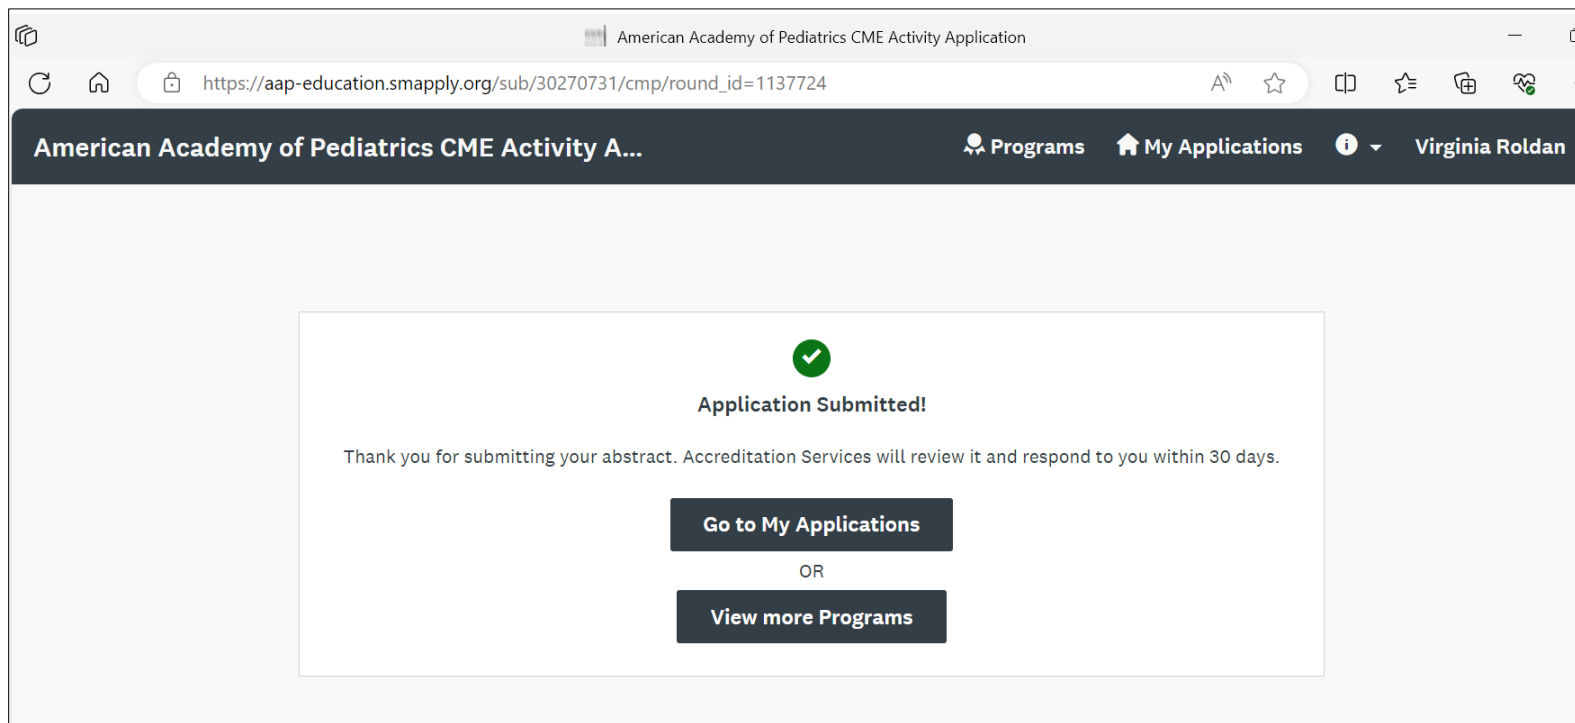 American Academy of Pediatrics CME Activity Application
https://aap-education.smapply.org/sub/30270731/cmp/round_id=1137724
American Academy of Pediatrics CME Activity A... Programs My Applications Virginia Roldan
Application Submitted!
Thank you for submitting your abstract. Accreditation Services will review it and respond to you within 30 days.
Go to My Applications
OR
View more Programs